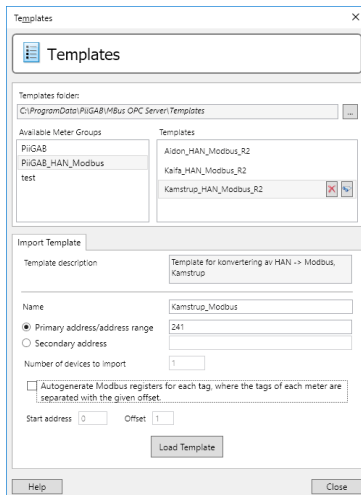 Templates
Templates
Templates folder:
C:\ProgramData\PiiGAB\MBus OPC Server\Templates
...
Available Meter Groups
Templates
PiiGAB
PiiGAB_HAN_Modbus
test
Aidon_HAN_Modbus_R2
Kaifa_HAN_Modbus_R2
Kamstrup_HAN_Modbus_R2
Import Template
Template description
Template for konvertering av HAN -> Modbus,
Kamstrup
Name
Kamstrup_Modbus
Primary address/address range
241
Secondary address
Number of devices to import
1
Autogenerate Modbus registers for each tag, where the tags of each meter are
separated with the given offset.
Start address 0 Offset 1
Load Template
Help
Close